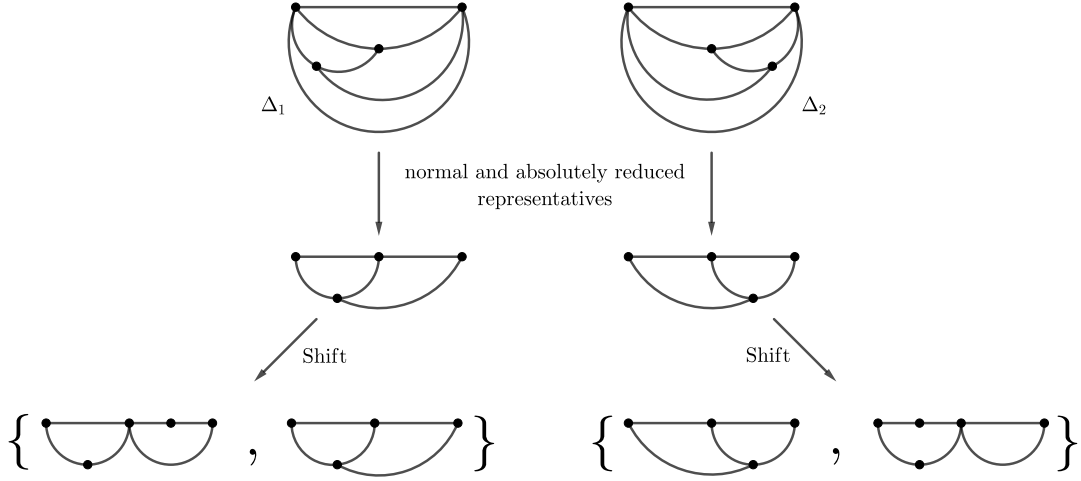 Δ₁
Δ₂
normal and absolutely reduced
representatives
Shift
Shift
{ , }
{ , }